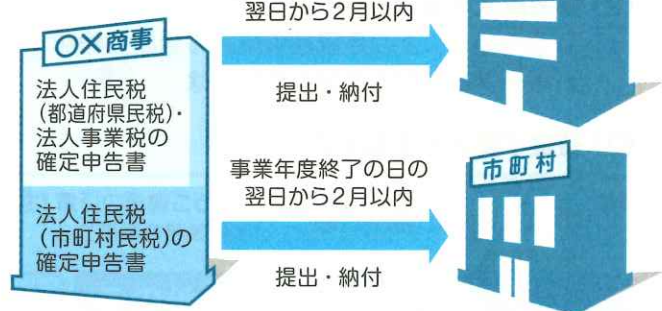 翌日から2月以内
○×商事
提出・納付
法人住民税
(都道府県民税)・
法人事業税の
確定申告書
事業年度終了の日の
翌日から2月以内
市町村
法人住民税
(市町村民税)の
確定申告書
提出・納付